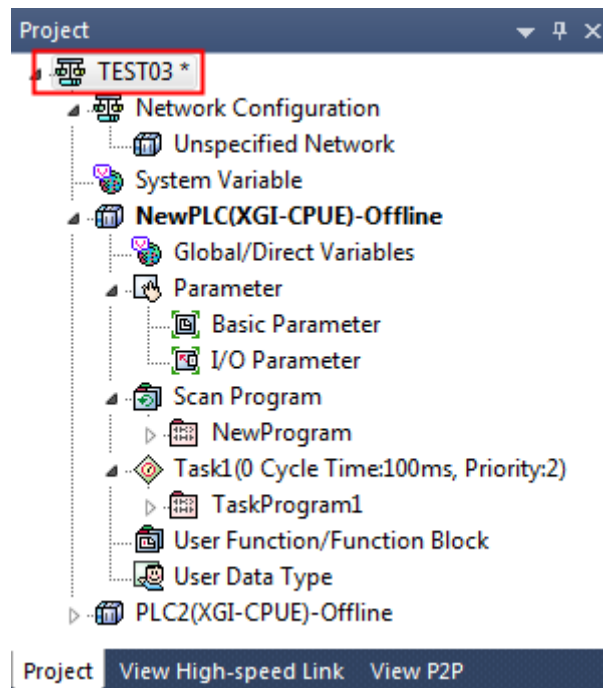 Project
TEST03 *
Network Configuration
Unspecified Network
System Variable
NewPLC(XGI-CPUE)-Offline
Global/Direct Variables
Parameter
Basic Parameter
I/O Parameter
Scan Program
NewProgram
Task1(0 Cycle Time:100ms, Priority:2)
TaskProgram1
User Function/Function Block
User Data Type
PLC2(XGI-CPUE)-Offline
Project View High-speed Link View P2P